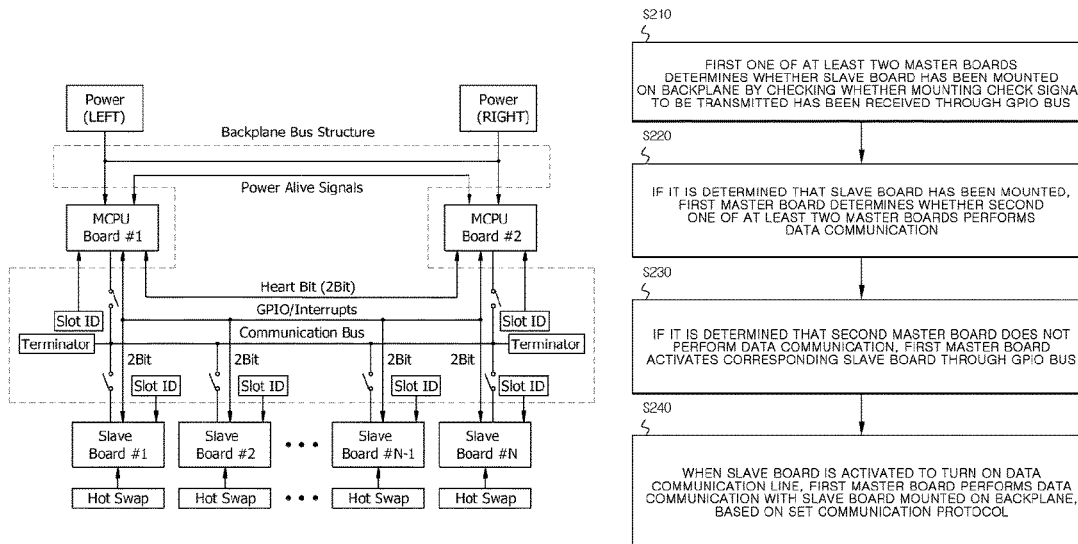 Power
(LEFT)
Power
(RIGHT)
Backplane Bus Structure
Power Alive Signals
MCPU
Board #1
MCPU
Board #2
Heart Bit (2Bit)
GPIO/Interrupts
Slot ID
Slot ID
Communication Bus
Terminator
Terminator
2Bit
2Bit
2Bit
2Bit
Slot ID
Slot ID
Slot ID
Slot ID
Slave
Board #1
Slave
Board #2
• • •
Slave
Board #N-1
Slave
Board #N
Hot Swap
Hot Swap
• • •
Hot Swap
Hot Swap
S210
FIRST ONE OF AT LEAST TWO MASTER BOARDS
DETERMINES WHETHER SLAVE BOARD HAS BEEN MOUNTED
ON BACKPLANE BY CHECKING WHETHER MOUNTING CHECK SIGNA
TO BE TRANSMITTED HAS BEEN RECEIVED THROUGH GPIO BUS
S220
IF IT IS DETERMINED THAT SLAVE BOARD HAS BEEN MOUNTED,
FIRST MASTER BOARD DETERMINES WHETHER SECOND
ONE OF AT LEAST TWO MASTER BOARDS PERFORMS
DATA COMMUNICATION
S230
IF IT IS DETERMINED THAT SECOND MASTER BOARD DOES NOT
PERFORM DATA COMMUNICATION, FIRST MASTER BOARD
ACTIVATES CORRESPONDING SLAVE BOARD THROUGH GPIO BUS
S240
WHEN SLAVE BOARD IS ACTIVATED TO TURN ON DATA
COMMUNICATION LINE, FIRST MASTER BOARD PERFORMS DATA
COMMUNICATION WITH SLAVE BOARD MOUNTED ON BACKPLANE,
BASED ON SET COMMUNICATION PROTOCOL